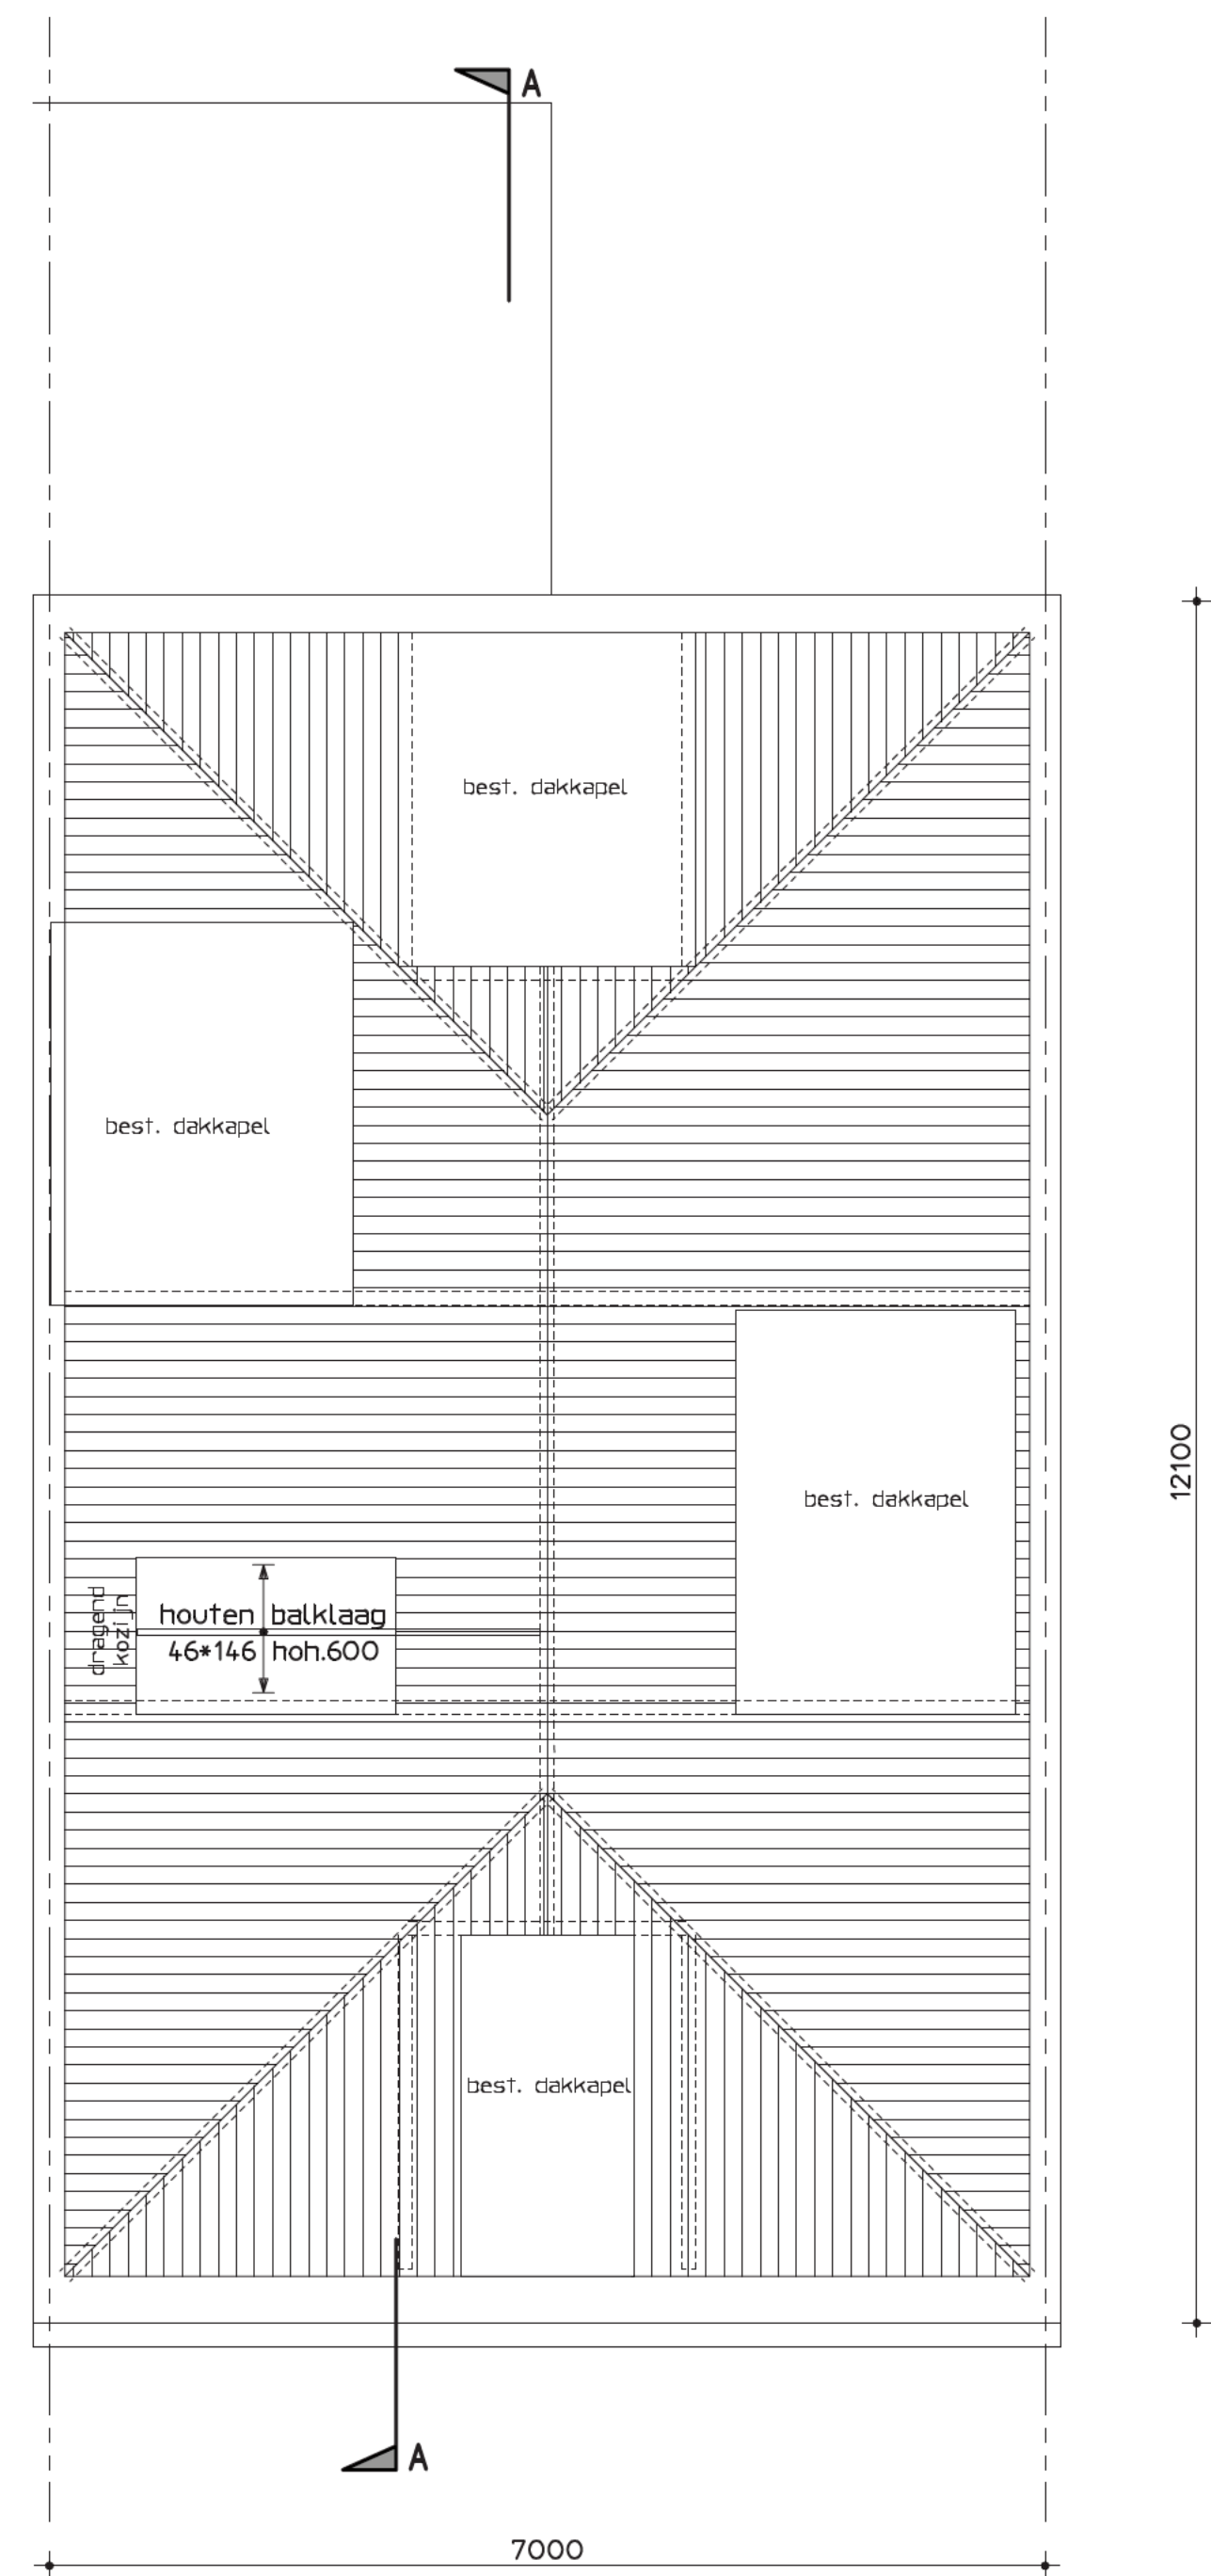 A
best. dakkapel
best. dakkapel
12100
best. dakkapel
dragend
kozijn
houten balklaag
46*146 hoh.600
best. dakkapel
A
7000